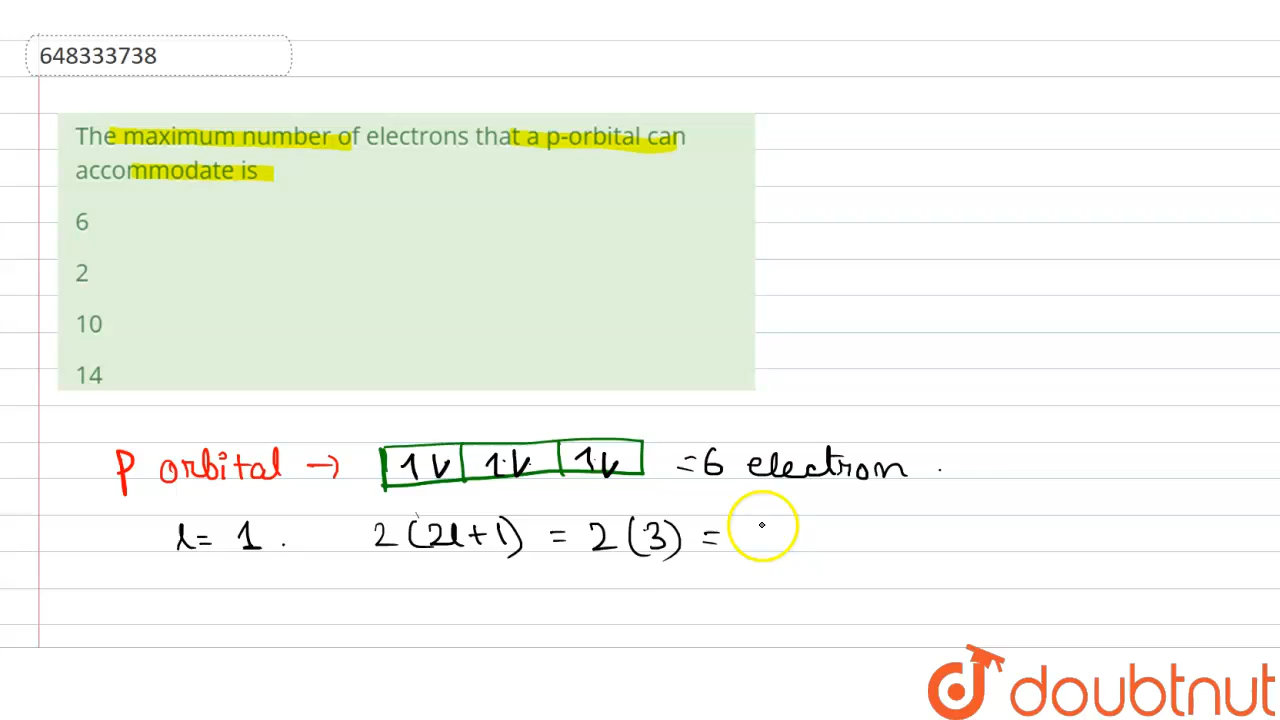 648333738
The maximum number of electrons that a p-orbital can
accommodate is
6
2
10
14
P orbital → 1 1 1 = 6 electron .
l = 1 . 2 (2l + 1) = 2 (3) =
doubtnut